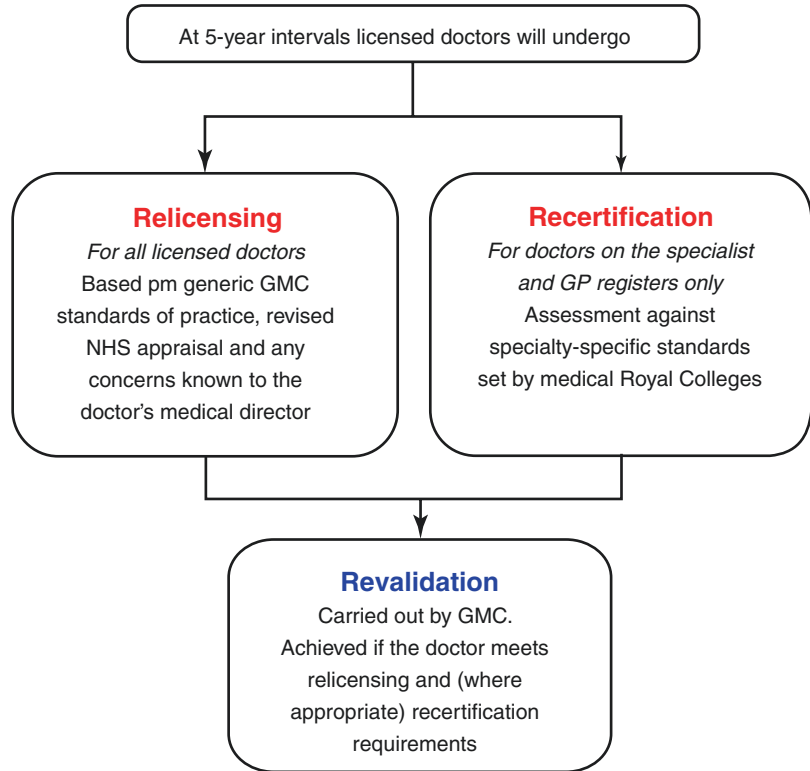 At 5-year intervals licensed doctors will undergo
Relicensing
For all licensed doctors
Based pm generic GMC
standards of practice, revised
NHS appraisal and any
concerns known to the
doctor’s medical director
Recertification
For doctors on the specialist
and GP registers only
Assessment against
specialty-specific standards
set by medical Royal Colleges
Revalidation
Carried out by GMC.
Achieved if the doctor meets
relicensing and (where
appropriate) recertification
requirements